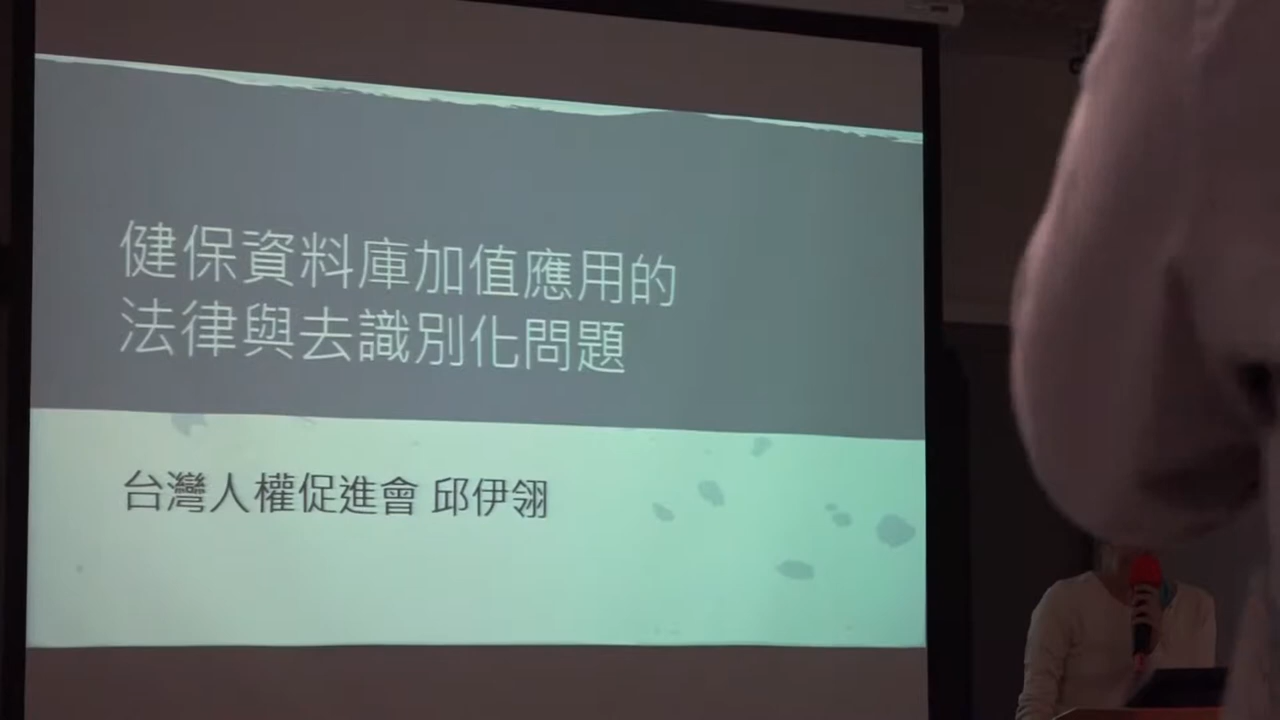 健保資料庫加值應用的
法律與去識別化問題
台灣人權促進會 邱伊翎